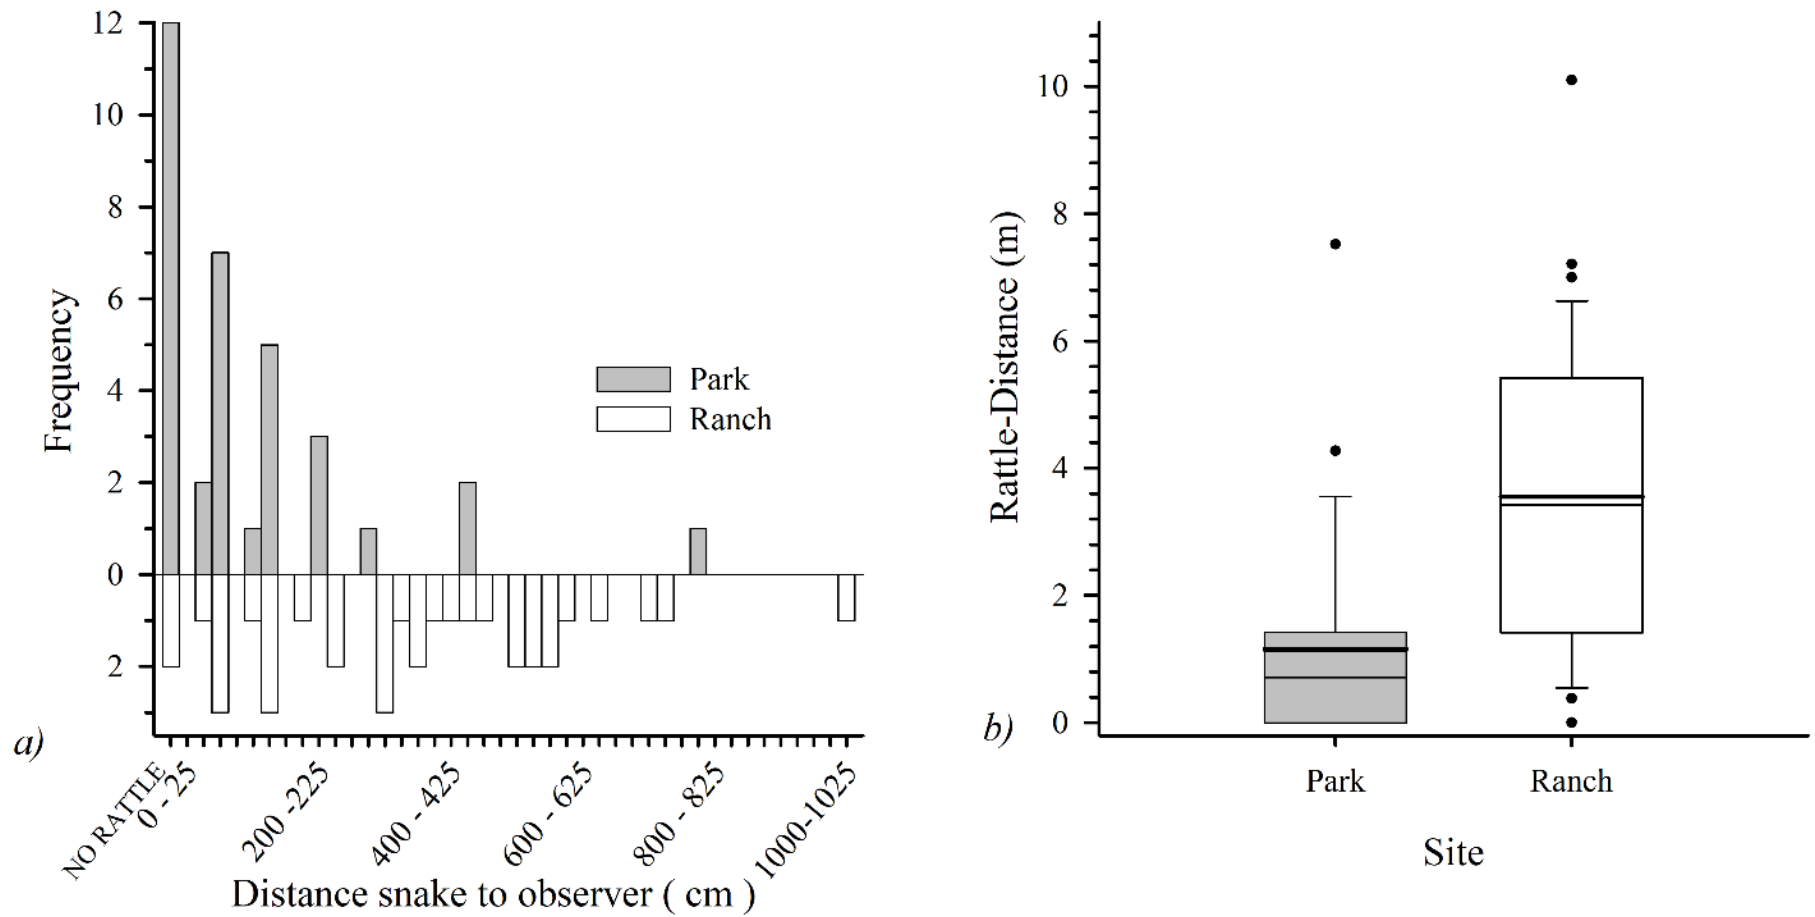 12
10
8
6
4
2
0
2
Frequency
Park
Ranch
a)
NO RATTLE
0 - 25
200 -225
400 - 425
600 - 625
800 - 825
1000-1025
Distance snake to observer ( cm )
10
8
6
4
2
0
Rattle-Distance (m)
b)
Park
Ranch
Site